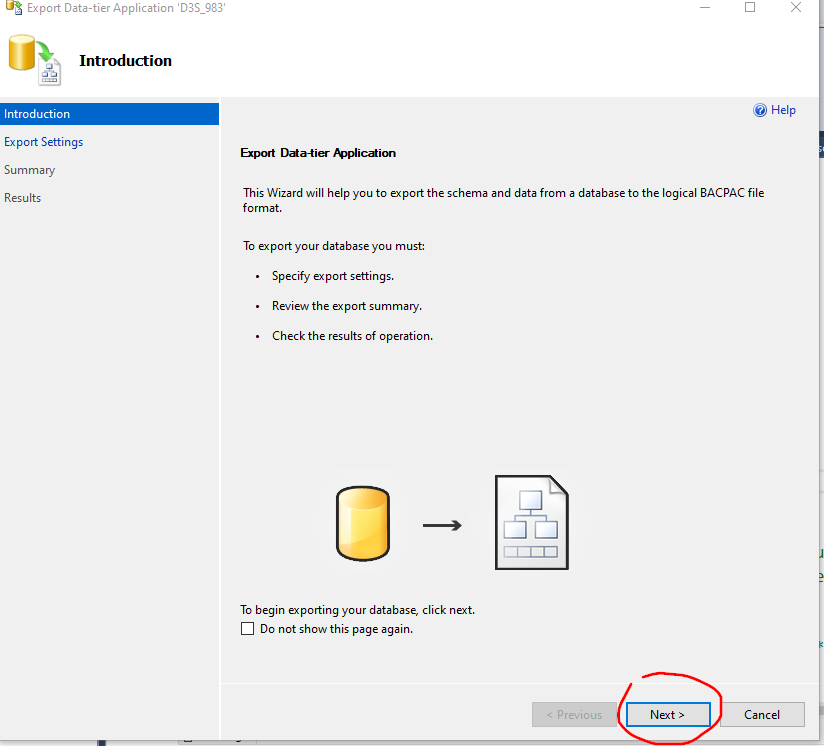 Export Data-tier Application 'D3S_983'
Introduction
Introduction
Export Settings
Summary
Results
Help
Export Data-tier Application
This Wizard will help you to export the schema and data from a database to the logical BACPAC file
format.
To export your database you must:
• Specify export settings.
• Review the export summary.
• Check the results of operation.
To begin exporting your database, click next.
Do not show this page again.
< Previous
Next >
Cancel